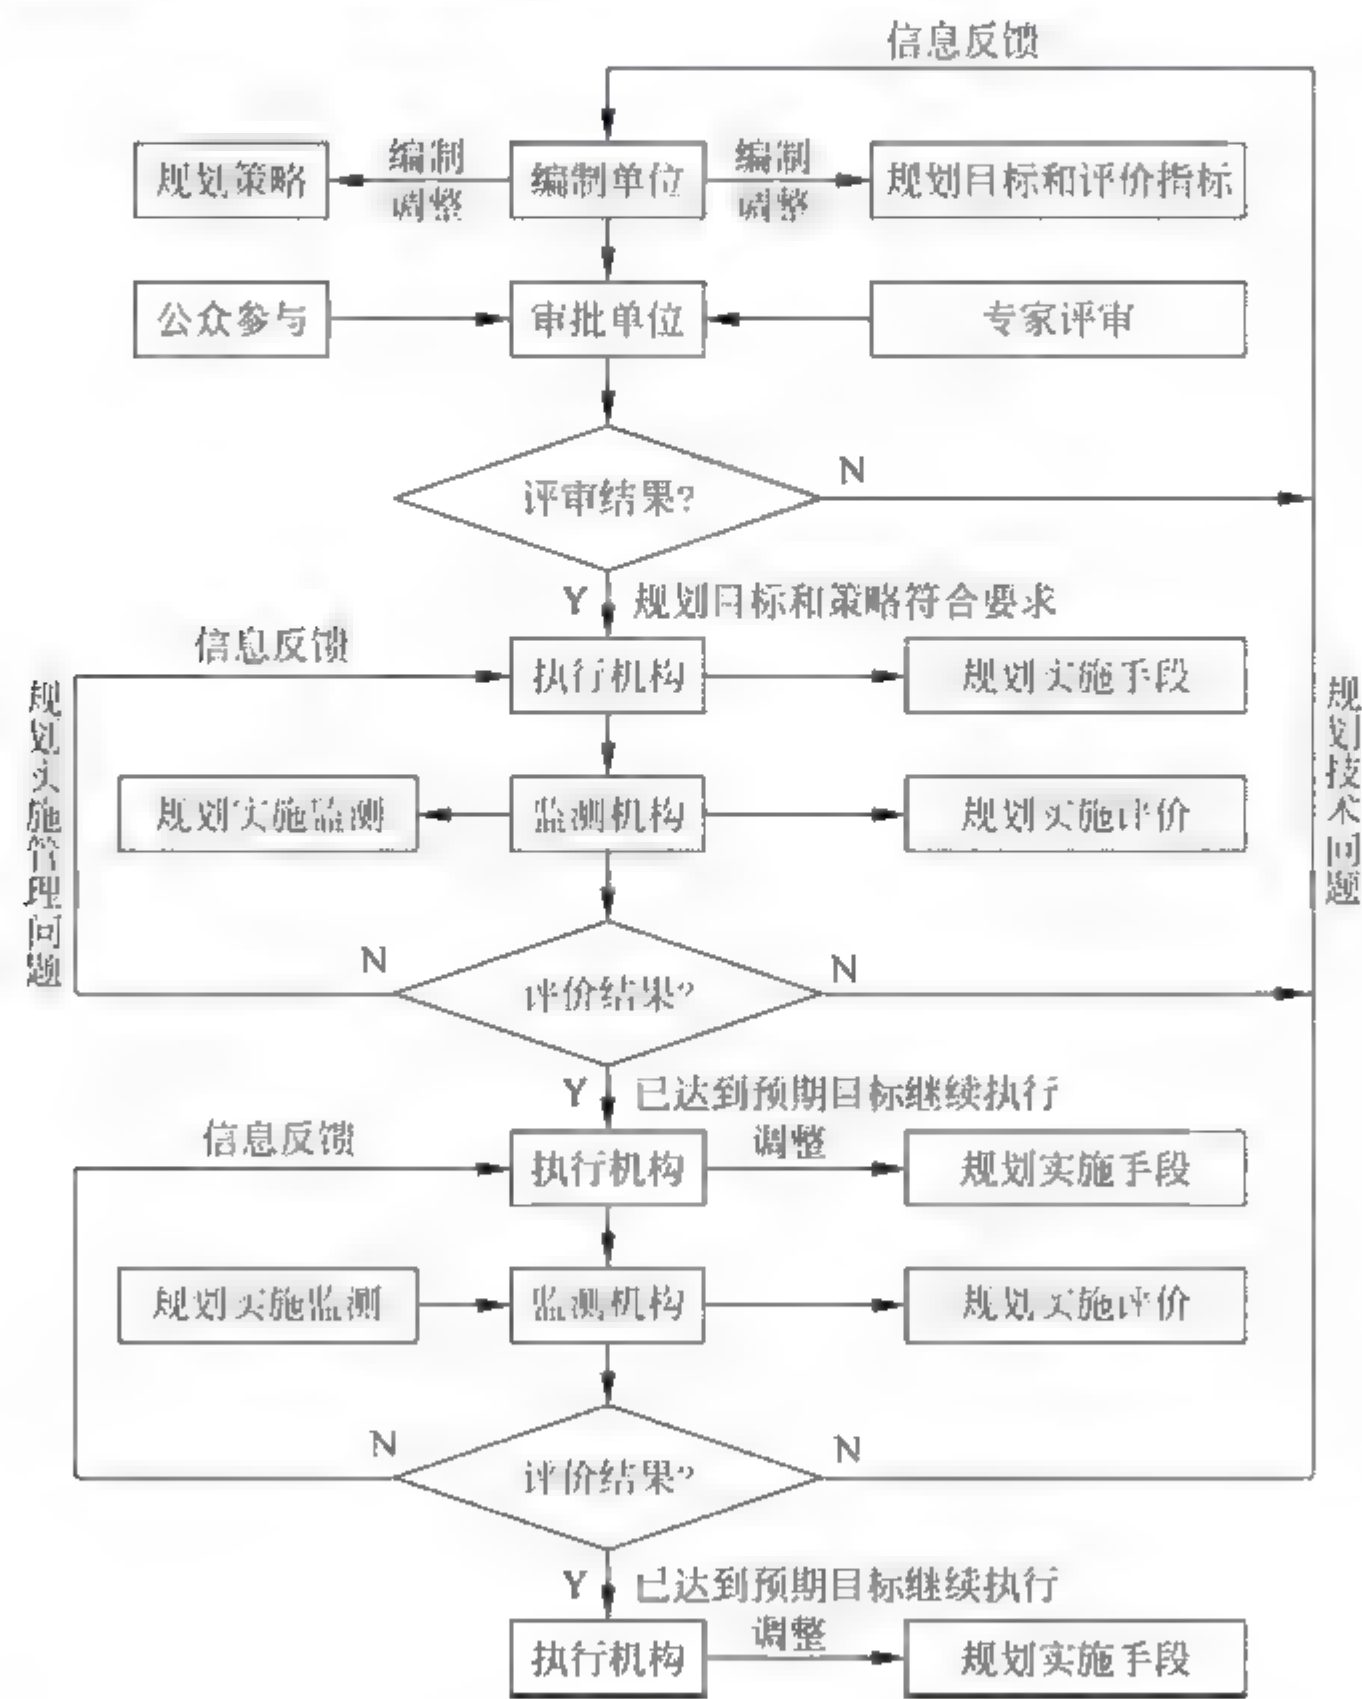 信息反馈
规划策略
编制
调整
编制单位
编制
调整
规划目标和评价指标
公众参与
审批单位
专家评审
评审结果?
N
Y
规划目标和策略符合要求
信息反馈
执行机构
规划实施手段
规划实施管理问题
规划技术问题
规划实施监测
监测机构
规划实施评价
N
评价结果?
N
Y
已达到预期目标继续执行
信息反馈
执行机构
调整
规划实施手段
规划实施监测
监测机构
规划实施评价
N
评价结果?
N
Y
已达到预期目标继续执行
执行机构
调整
规划实施手段